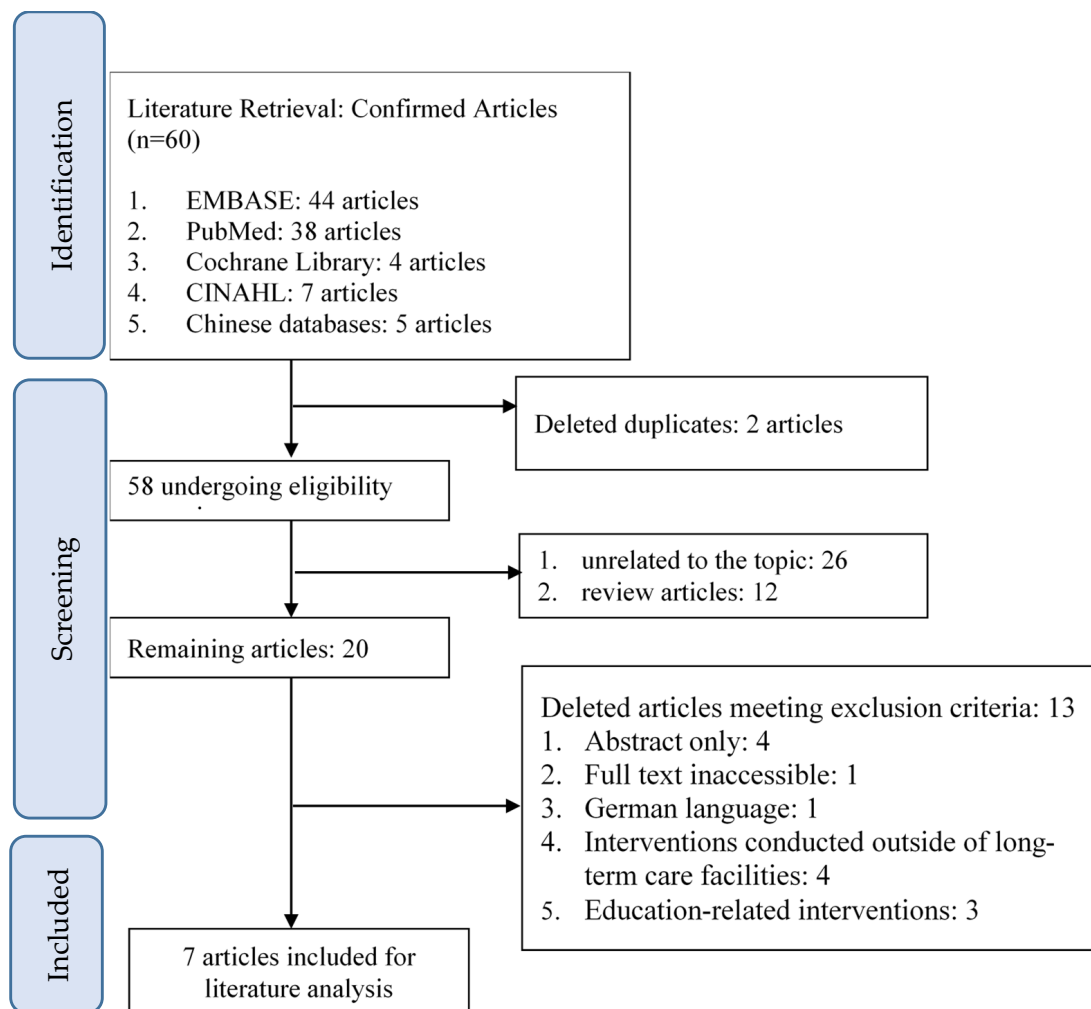 Identification
Literature Retrieval: Confirmed Articles
(n=60)
1. EMBASE: 44 articles
2. PubMed: 38 articles
3. Cochrane Library: 4 articles
4. CINAHL: 7 articles
5. Chinese databases: 5 articles
Deleted duplicates: 2 articles
Screening
58 undergoing eligibility
1. unrelated to the topic: 26
2. review articles: 12
Remaining articles: 20
Deleted articles meeting exclusion criteria: 13
1. Abstract only: 4
2. Full text inaccessible: 1
3. German language: 1
4. Interventions conducted outside of long-
term care facilities: 4
5. Education-related interventions: 3
Included
7 articles included for
literature analysis